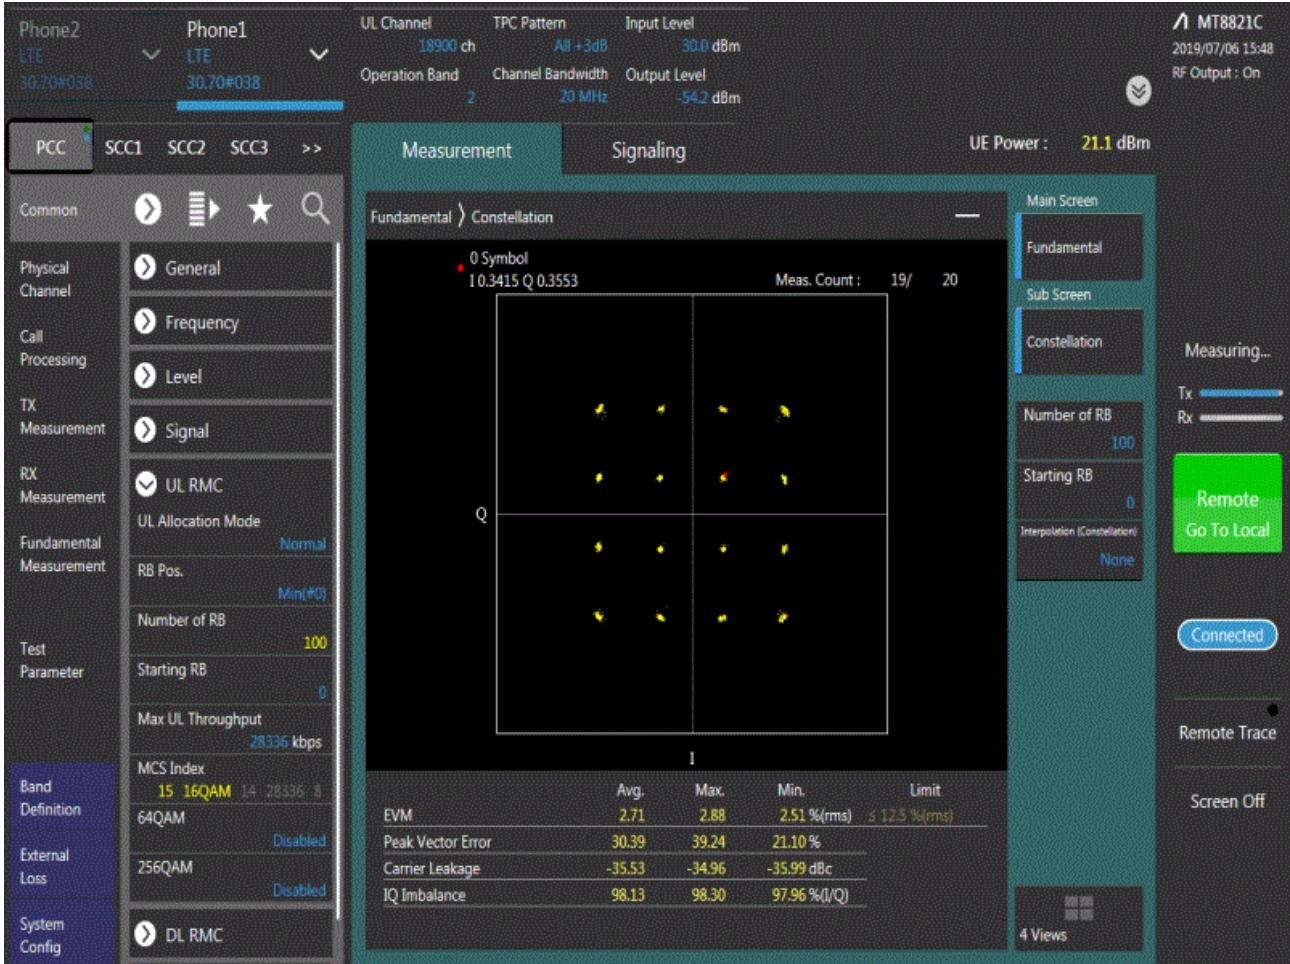 Phone2
LTE
30.70#038
Phone1
LTE
30.70#038
UL Channel
18900 ch
TPC Pattern
All +3dB
Input Level
30.0 dBm
Operation Band
2
Channel Bandwidth
20 MHz
Output Level
-54.2 dBm
MT8821C
2019/07/06 15:48
RF Output : On
PCC SCC1 SCC2 SCC3 >>
Measurement
Signaling
UE Power : 21.1 dBm
Common
Physical
Channel
Call
Processing
TX
Measurement
RX
Measurement
Fundamental
Measurement
Test
Parameter
Band
Definition
External
Loss
System
Config
General
Frequency
Level
Signal
UL RMC
UL Allocation Mode
Normal
RB Pos.
Min(#0)
Number of RB
100
Starting RB
0
Max UL Throughput
28336 kbps
MCS Index
15 16QAM 14 28336 8
64QAM
Disabled
256QAM
Disabled
DL RMC
Fundamental 〉 Constellation
0 Symbol
I 0.3415 Q 0.3553
Meas. Count : 19/ 20
Q
I
Avg. Max. Min. Limit
EVM 2.71 2.88 2.51 %(rms) ≤ 12.5 %(rms)
Peak Vector Error 30.39 39.24 21.10 %
Carrier Leakage -35.53 -34.96 -35.99 dBc
IQ Imbalance 98.13 98.30 97.96 %(I/Q)
Main Screen
Fundamental
Sub Screen
Constellation
Number of RB
100
Starting RB
0
Interpolation (Constellation)
None
4 Views
Measuring...
Tx
Rx
Remote
Go To Local
Connected
Remote Trace
Screen Off